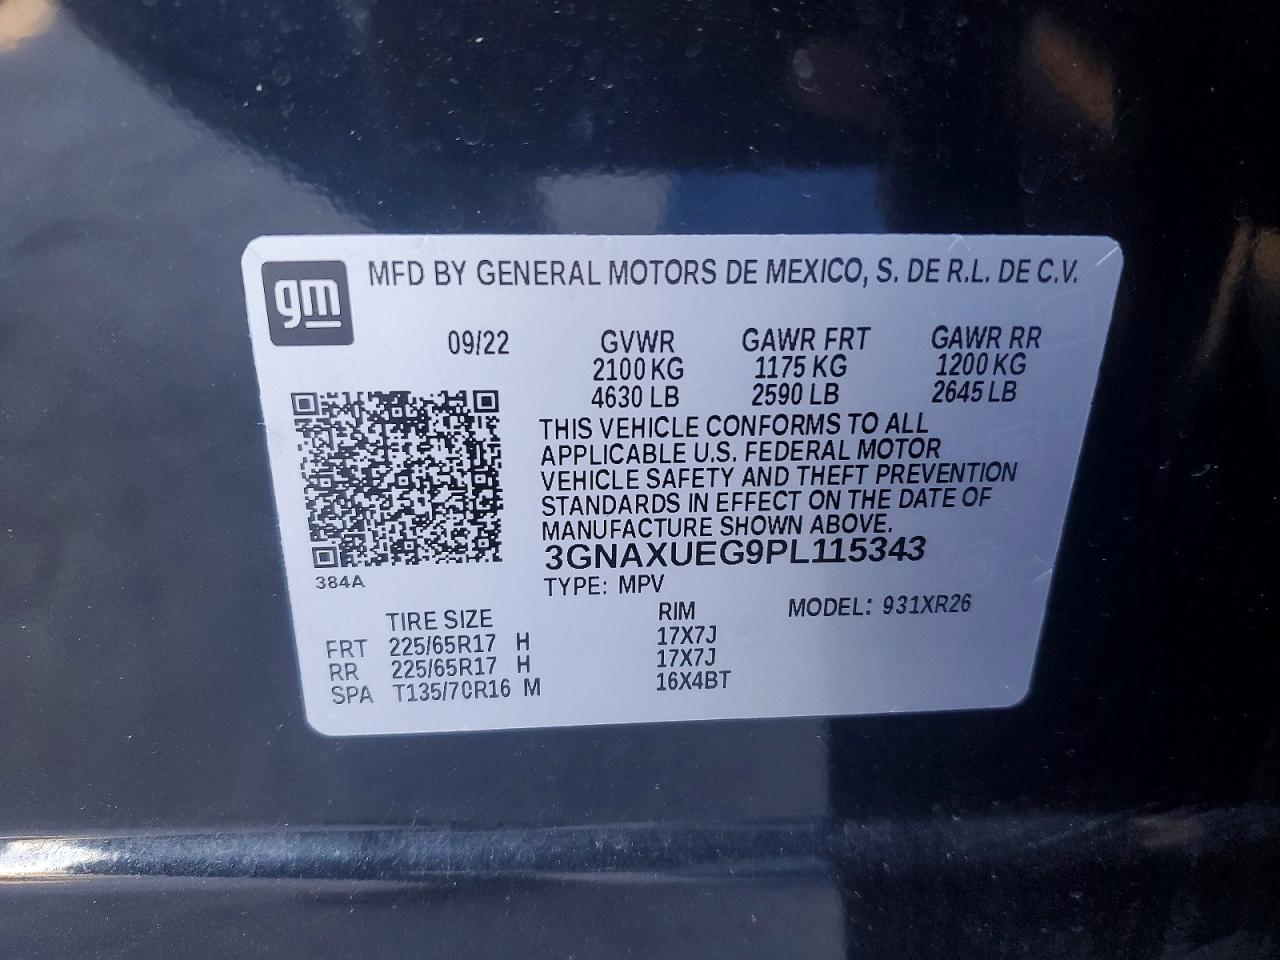 gm
MFD BY GENERAL MOTORS DE MEXICO, S. DE R.L. DE C.V.
09/22 GVWR GAWR FRT GAWR RR
2100 KG 1175 KG 1200 KG
4630 LB 2590 LB 2645 LB
THIS VEHICLE CONFORMS TO ALL
APPLICABLE U.S. FEDERAL MOTOR
VEHICLE SAFETY AND THEFT PREVENTION
STANDARDS IN EFFECT ON THE DATE OF
MANUFACTURE SHOWN ABOVE.
3GNAXUEG9PL115343
384A
TYPE: MPV
TIRE SIZE RIM MODEL: 931XR26
FRT 225/65R17 H 17X7J
RR 225/65R17 H 17X7J
SPA T135/70R16 M 16X4BT